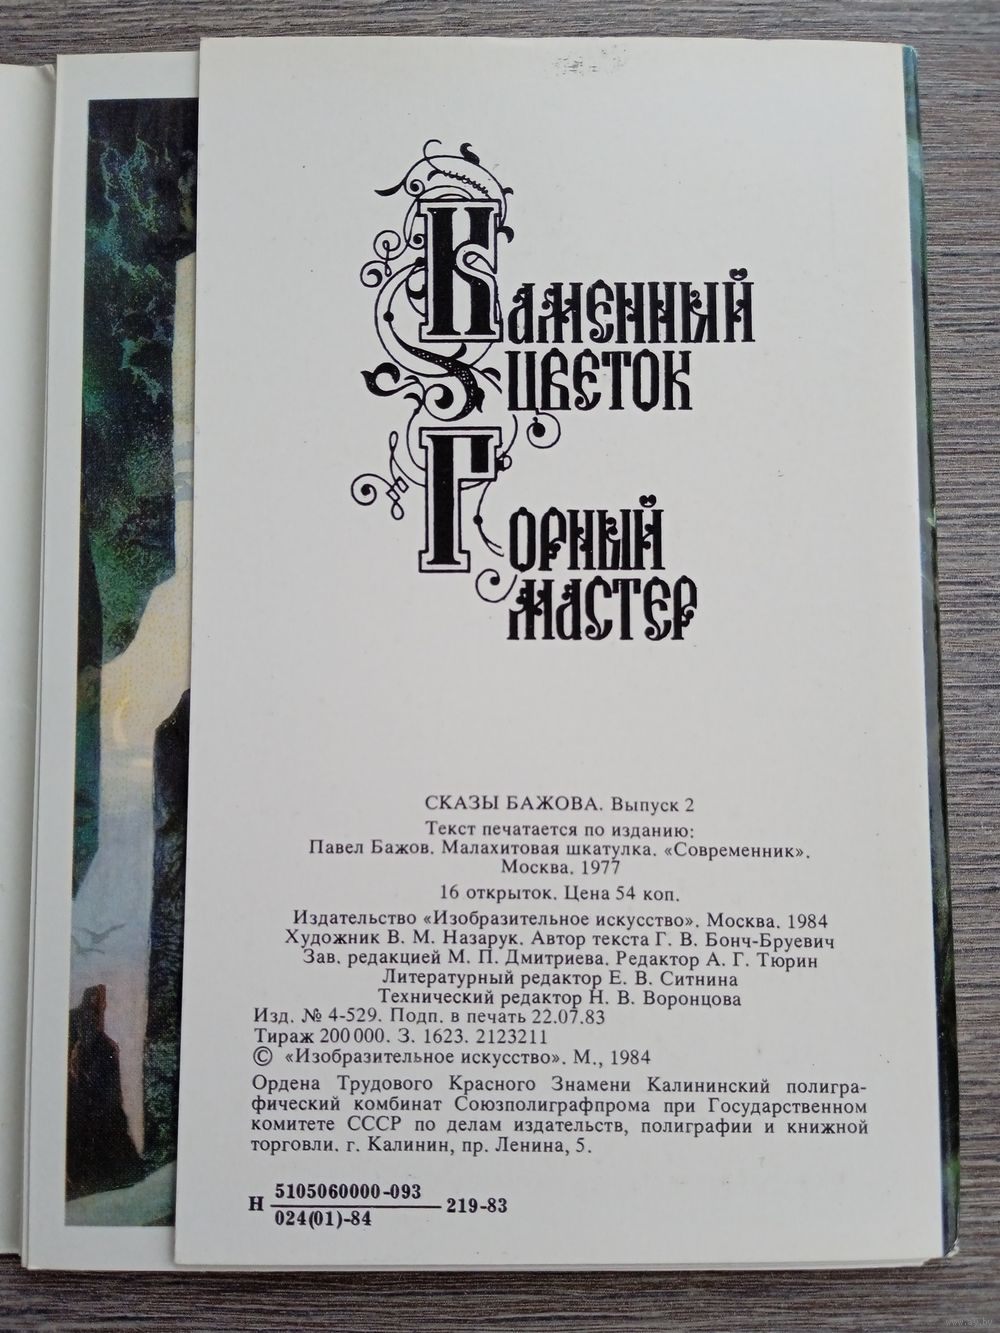 КАМЕННЫЙ
ЦВЕТОК
ГОРНЫЙ
МАСТЕР
СКАЗЫ БАЖОВА. Выпуск 2
Текст печатается по изданию:
Павел Бажов. Малахитовая шкатулка. «Современник».
Москва. 1977
16 открыток. Цена 54 коп.
Издательство «Изобразительное искусство». Москва. 1984
Художник В. М. Назарук. Автор текста Г. В. Бонч-Бруевич
Зав. редакцией М. П. Дмитриева. Редактор А. Г. Тюрин
Литературный редактор Е. В. Ситнина
Технический редактор Н. В. Воронцова
Изд. № 4-529. Подп. в печать 22.07.83
Тираж 200 000. З. 1623. 2123211
© «Изобразительное искусство». М., 1984
Ордена Трудового Красного Знамени Калининский полигра-
фический комбинат Союзполиграфпрома при Государственном
комитете СССР по делам издательств, полиграфии и книжной
торговли. г. Калинин, пр. Ленина, 5.
Н 5105060000-093 219-83
024(01)-84
www.ay.by